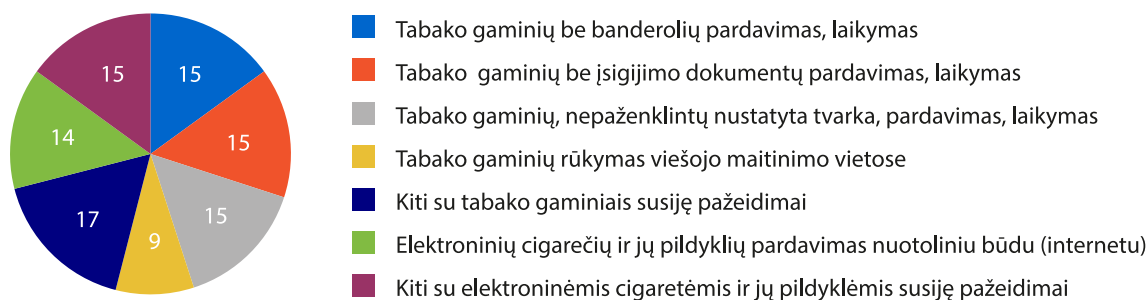 15
15
15
9
17
14
15
Tabako gaminių be banderolių pardavimas, laikymas
Tabako gaminių be įsigijimo dokumentų pardavimas, laikymas
Tabako gaminių, nepaženklintų nustatyta tvarka, pardavimas, laikymas
Tabako gaminių rūkymas viešojo maitinimo vietose
Kiti su tabako gaminiais susiję pažeidimai
Elektroninių cigarečių ir jų pildyklių pardavimas nuotoliniu būdu (internetu)
Kiti su elektroninėmis cigaretėmis ir jų pildyklėmis susiję pažeidimai